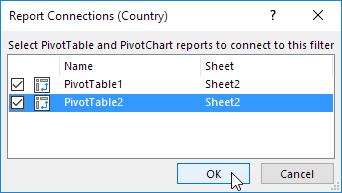 Report Connections (Country)
Select PivotTable and PivotChart reports to connect to this filter
Name Sheet
PivotTable1 Sheet2
PivotTable2 Sheet2
OK Cancel